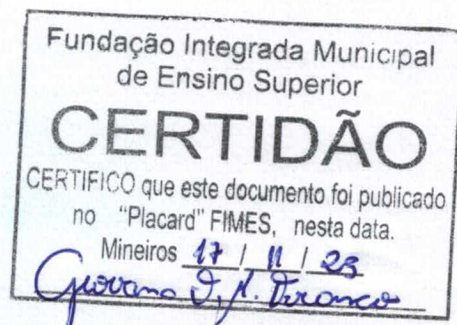 Fundação Integrada Municipal
de Ensino Superior
CERTIDÃO
CERTIFICO que este documento foi publicado
no "Placard" FIMES, nesta data.
Mineiros 17 / 11 / 25